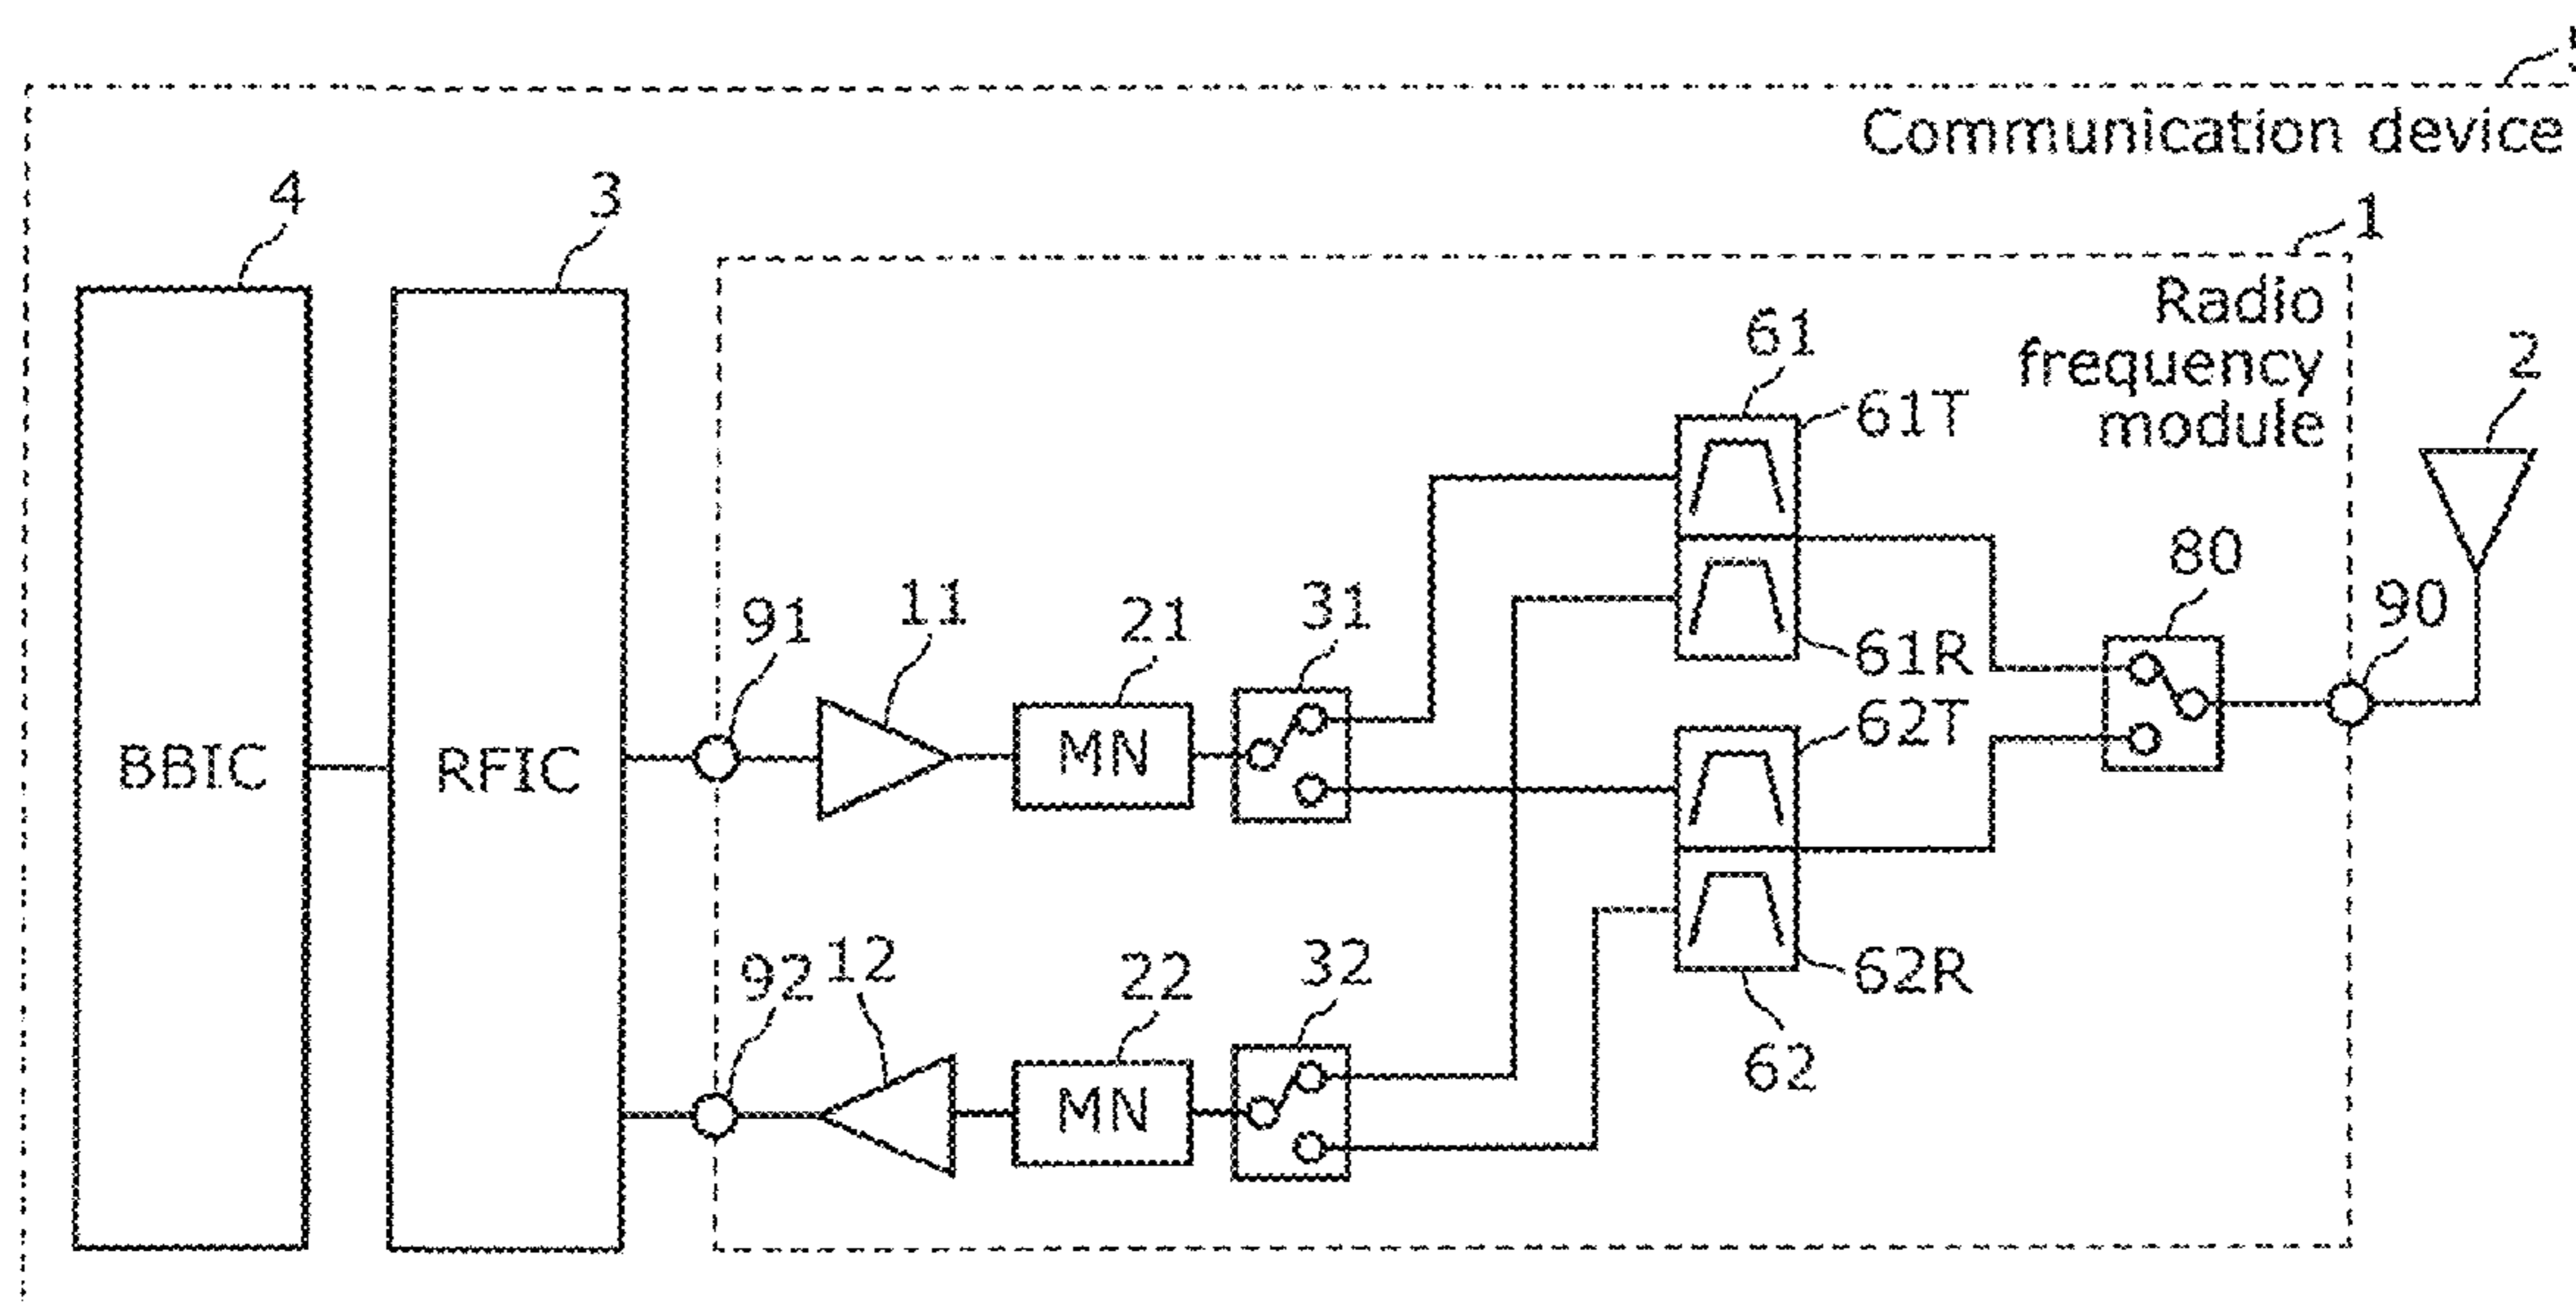 Communication device
4
3
1
Radio
frequency
module
61
61T
2
80
90
91
11
21
31
61R
62T
BBIC
RFIC
MN
92
12
22
32
62R
62
MN